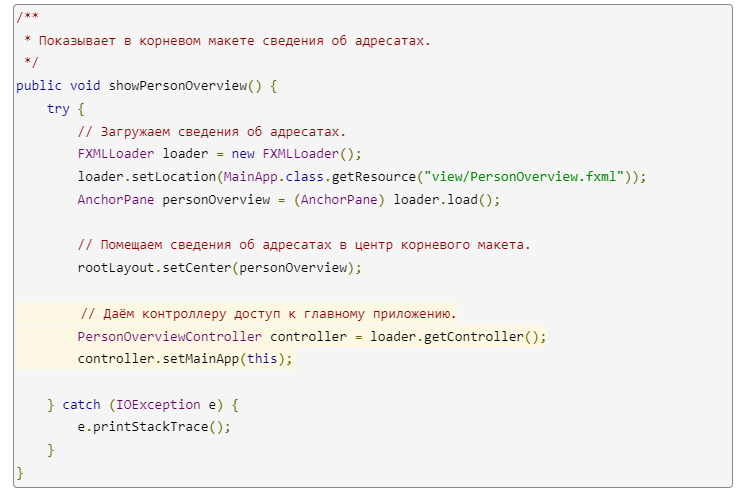 /**
 * Показывает в корневом макете сведения об адресатах.
 */
public void showPersonOverview() {
    try {
        // Загружаем сведения об адресатах.
        FXMLLoader loader = new FXMLLoader();
        loader.setLocation(MainApp.class.getResource("view/PersonOverview.fxml"));
        AnchorPane personOverview = (AnchorPane) loader.load();

        // Помещаем сведения об адресатах в центр корневого макета.
        rootLayout.setCenter(personOverview);

        // Даём контроллеру доступ к главному приложению.
        PersonOverviewController controller = loader.getController();
        controller.setMainApp(this);

    } catch (IOException e) {
        e.printStackTrace();
    }
}